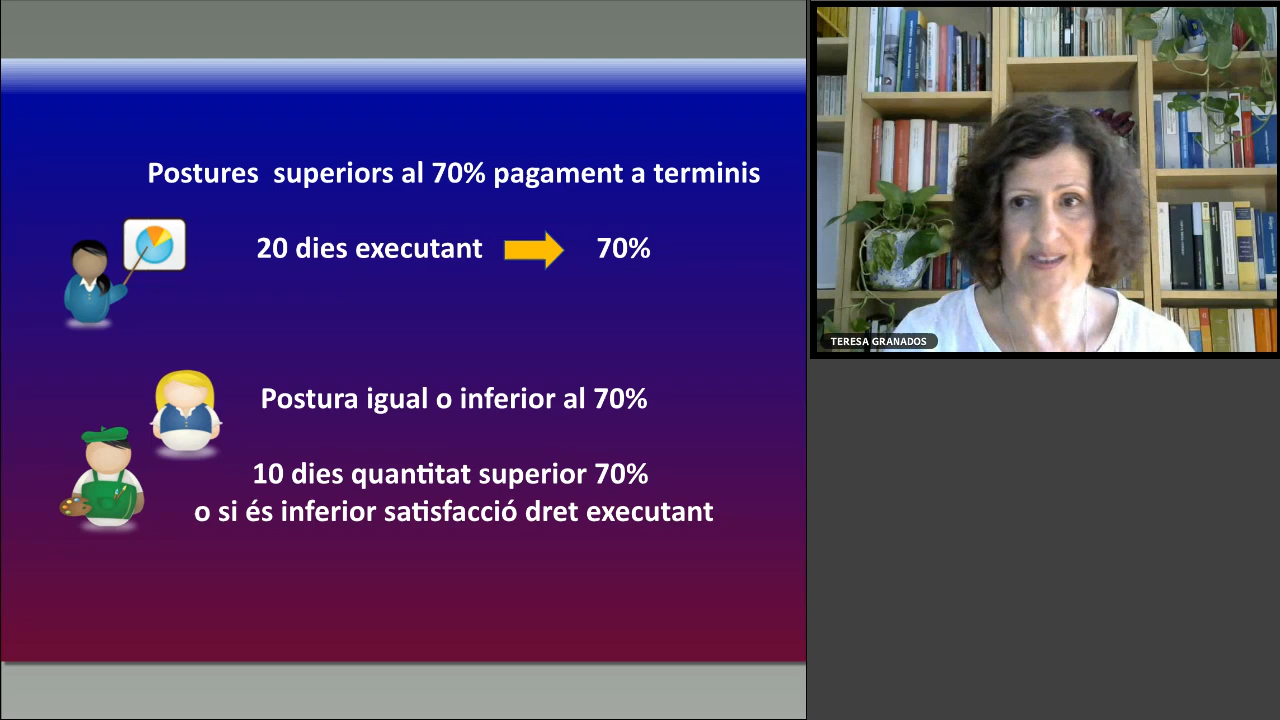 Postures  superiors al 70% pagament a terminis
20 dies executant 70%
Postura igual o inferior al 70%
10 dies quantitat superior 70%
o si és inferior satisfacció dret executant
TERESA GRANADOS